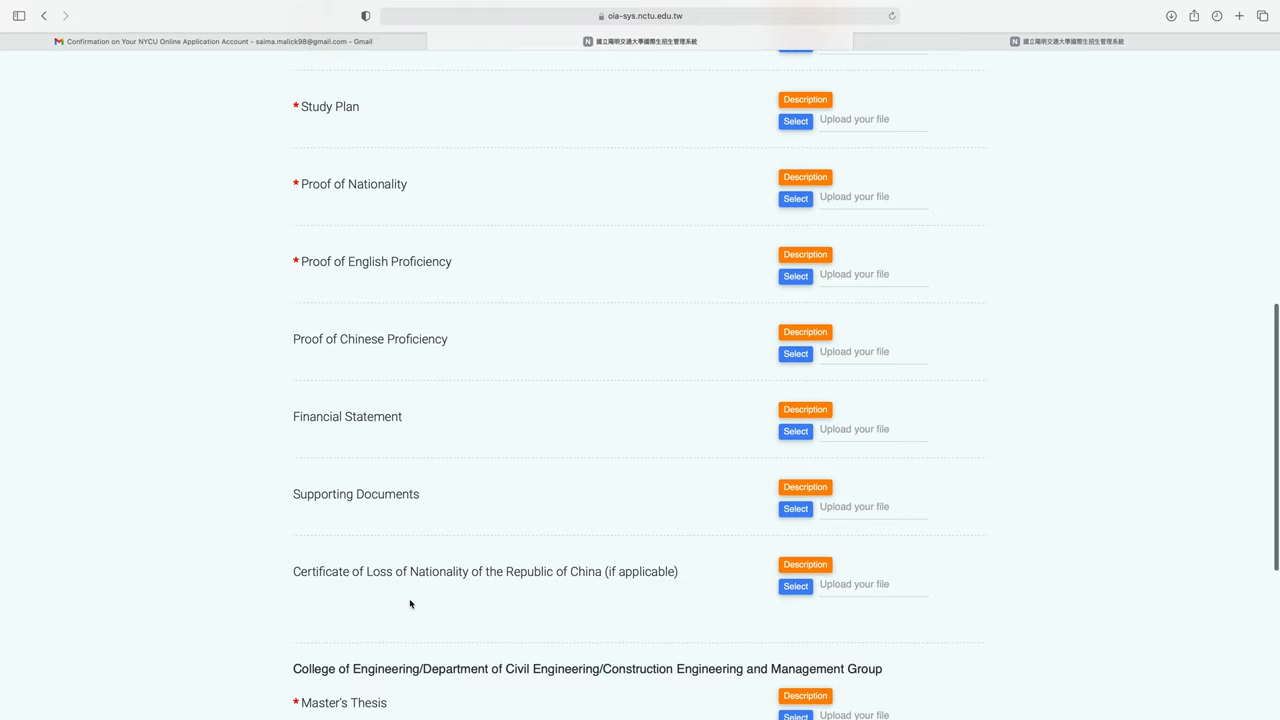 oia-sys.nctu.edu.tw
Confirmation on Your NYCU Online Application Account - saima.malick98@gmail.com - Gmail
N 國立陽明交通大學國際生招生管理系統
N 國立陽明交通大學國際生招生管理系統
* Study Plan
Description
Select Upload your file
* Proof of Nationality
Description
Select Upload your file
* Proof of English Proficiency
Description
Select Upload your file
Proof of Chinese Proficiency
Description
Select Upload your file
Financial Statement
Description
Select Upload your file
Supporting Documents
Description
Select Upload your file
Certificate of Loss of Nationality of the Republic of China (if applicable)
Description
Select Upload your file
College of Engineering/Department of Civil Engineering/Construction Engineering and Management Group
* Master's Thesis
Description
Select Upload your file